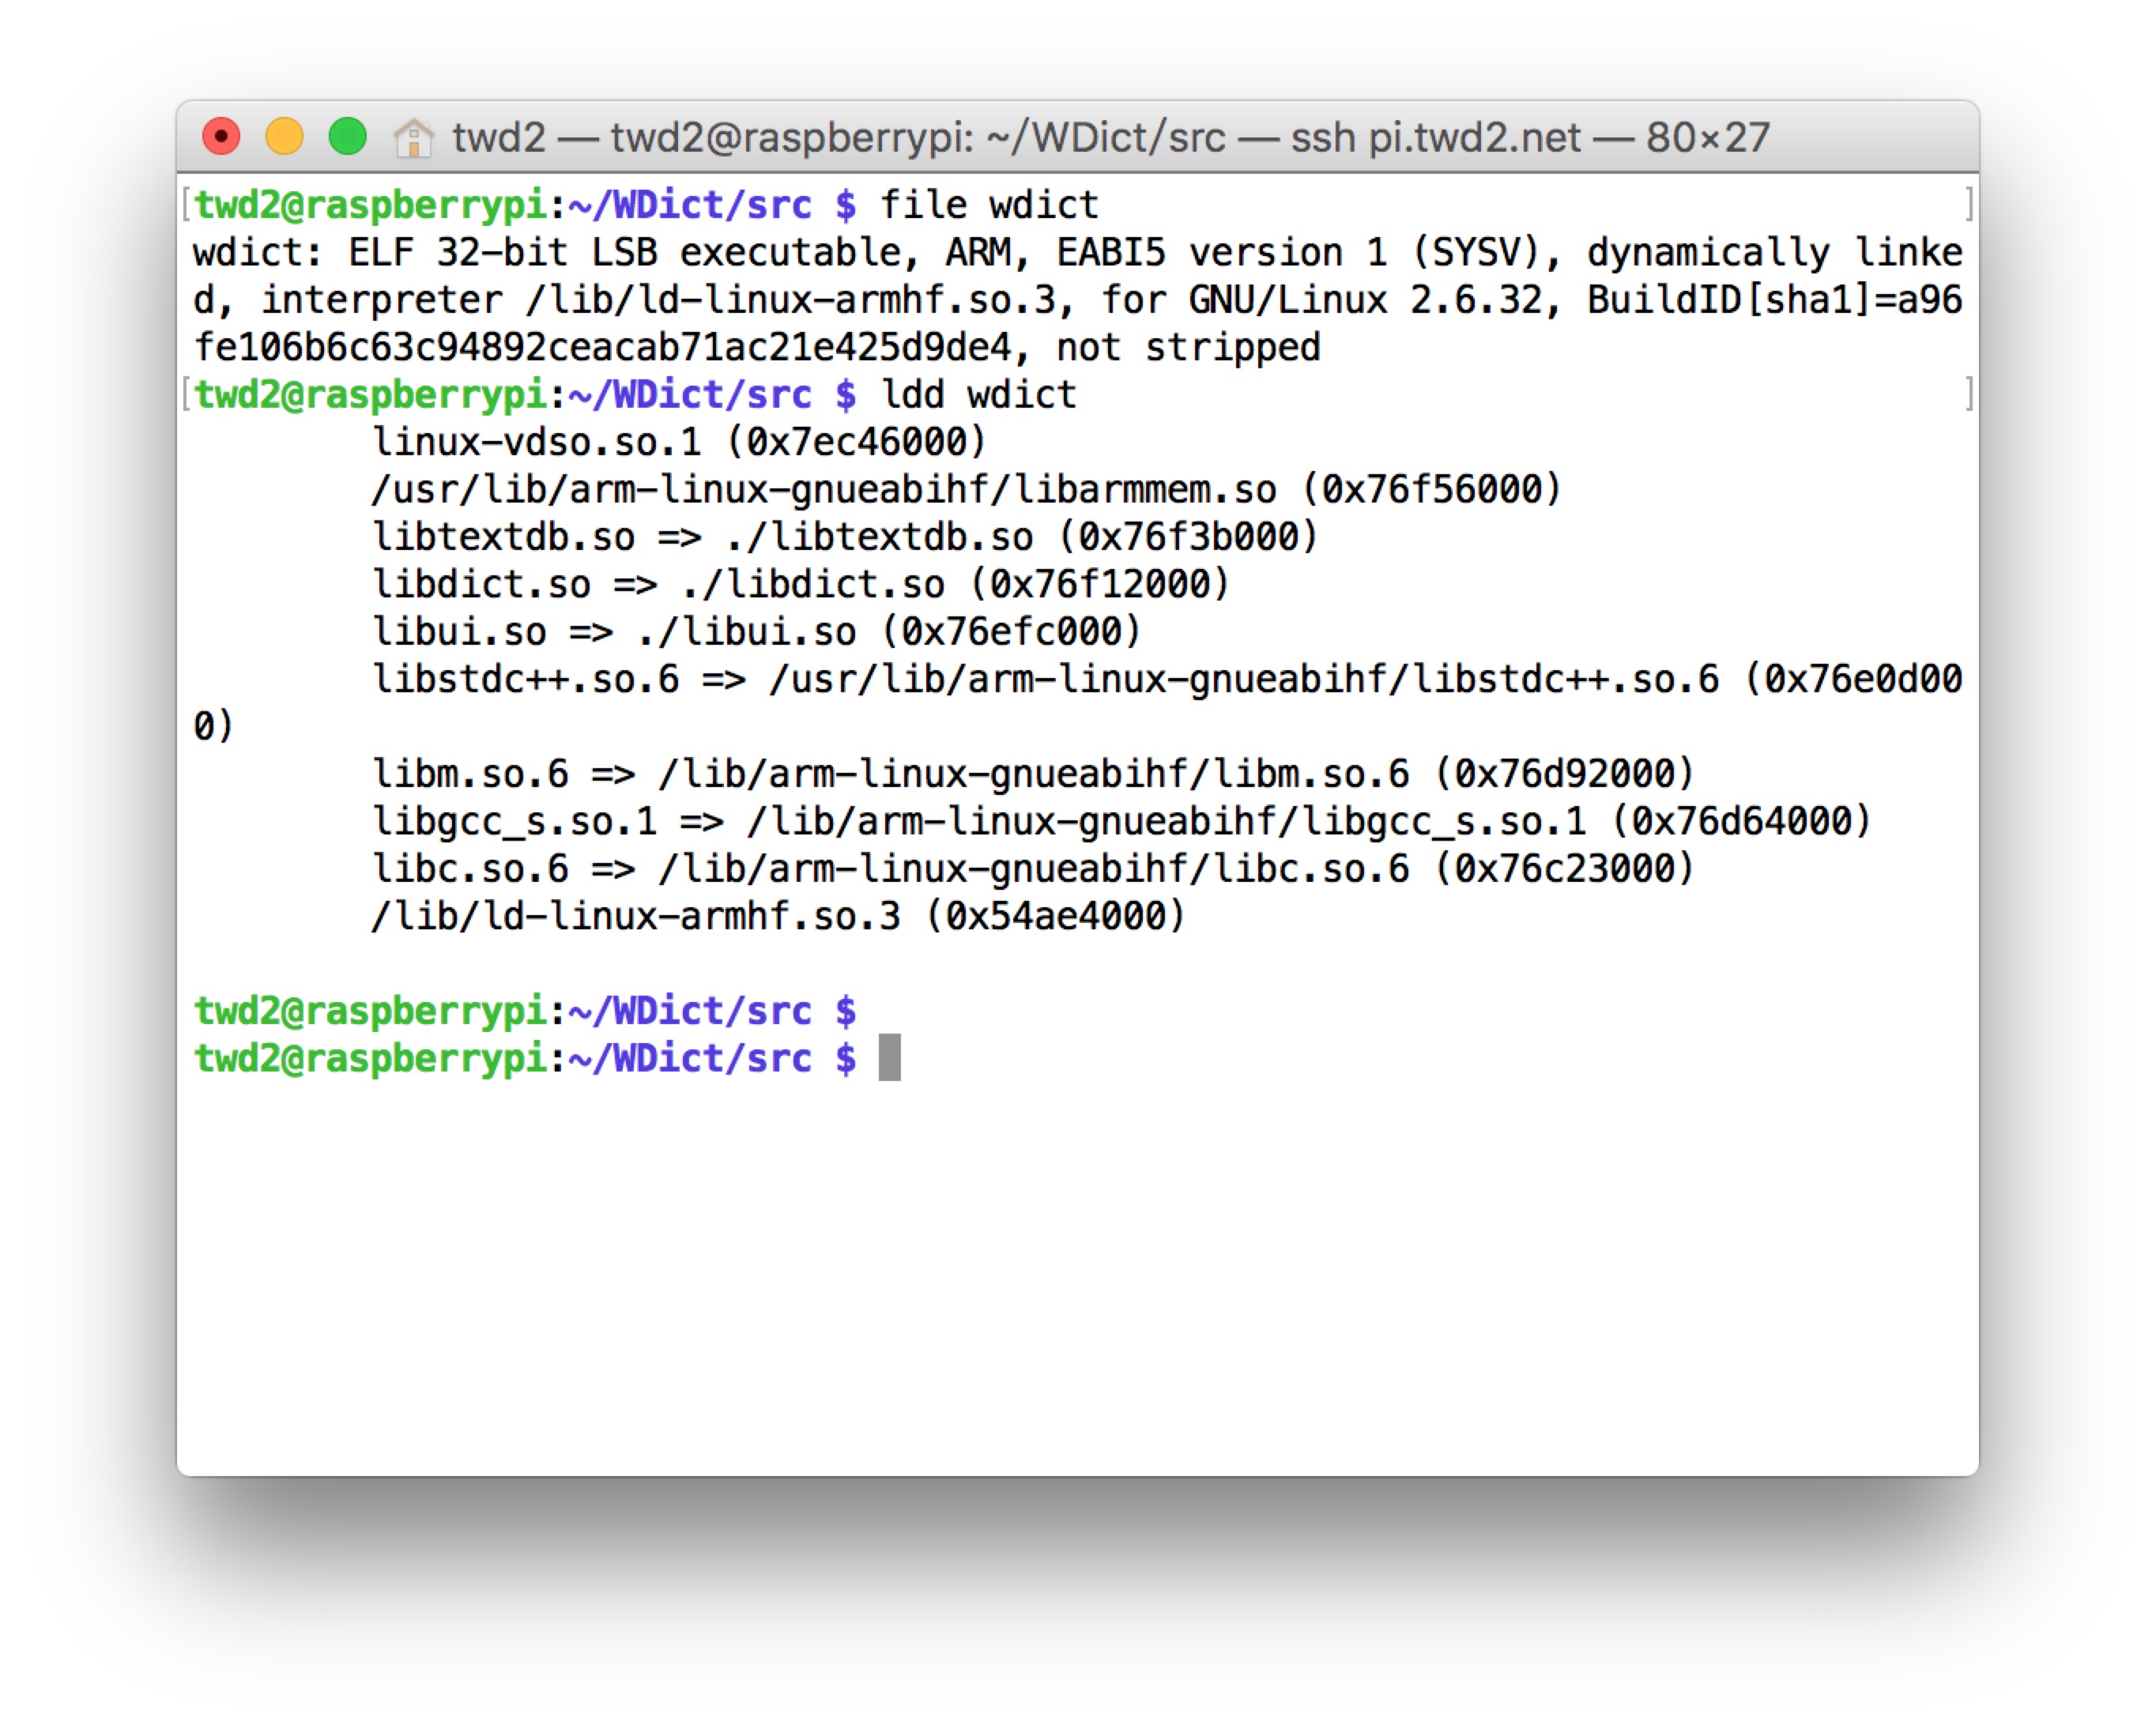 twd2 — twd2@raspberrypi: ~/WDict/src — ssh pi.twd2.net — 80×27
[twd2@raspberrypi:~/WDict/src $ file wdict ]
wdict: ELF 32-bit LSB executable, ARM, EABI5 version 1 (SYSV), dynamically linke
d, interpreter /lib/ld-linux-armhf.so.3, for GNU/Linux 2.6.32, BuildID[sha1]=a96
fe106b6c63c94892ceacab71ac21e425d9de4, not stripped
[twd2@raspberrypi:~/WDict/src $ ldd wdict ]
linux-vdso.so.1 (0x7ec46000)
/usr/lib/arm-linux-gnueabihf/libarmmem.so (0x76f56000)
libtextdb.so => ./libtextdb.so (0x76f3b000)
libdict.so => ./libdict.so (0x76f12000)
libui.so => ./libui.so (0x76efc000)
libstdc++.so.6 => /usr/lib/arm-linux-gnueabihf/libstdc++.so.6 (0x76e0d00
0)
libm.so.6 => /lib/arm-linux-gnueabihf/libm.so.6 (0x76d92000)
libgcc_s.so.1 => /lib/arm-linux-gnueabihf/libgcc_s.so.1 (0x76d64000)
libc.so.6 => /lib/arm-linux-gnueabihf/libc.so.6 (0x76c23000)
/lib/ld-linux-armhf.so.3 (0x54ae4000)
twd2@raspberrypi:~/WDict/src $
twd2@raspberrypi:~/WDict/src $